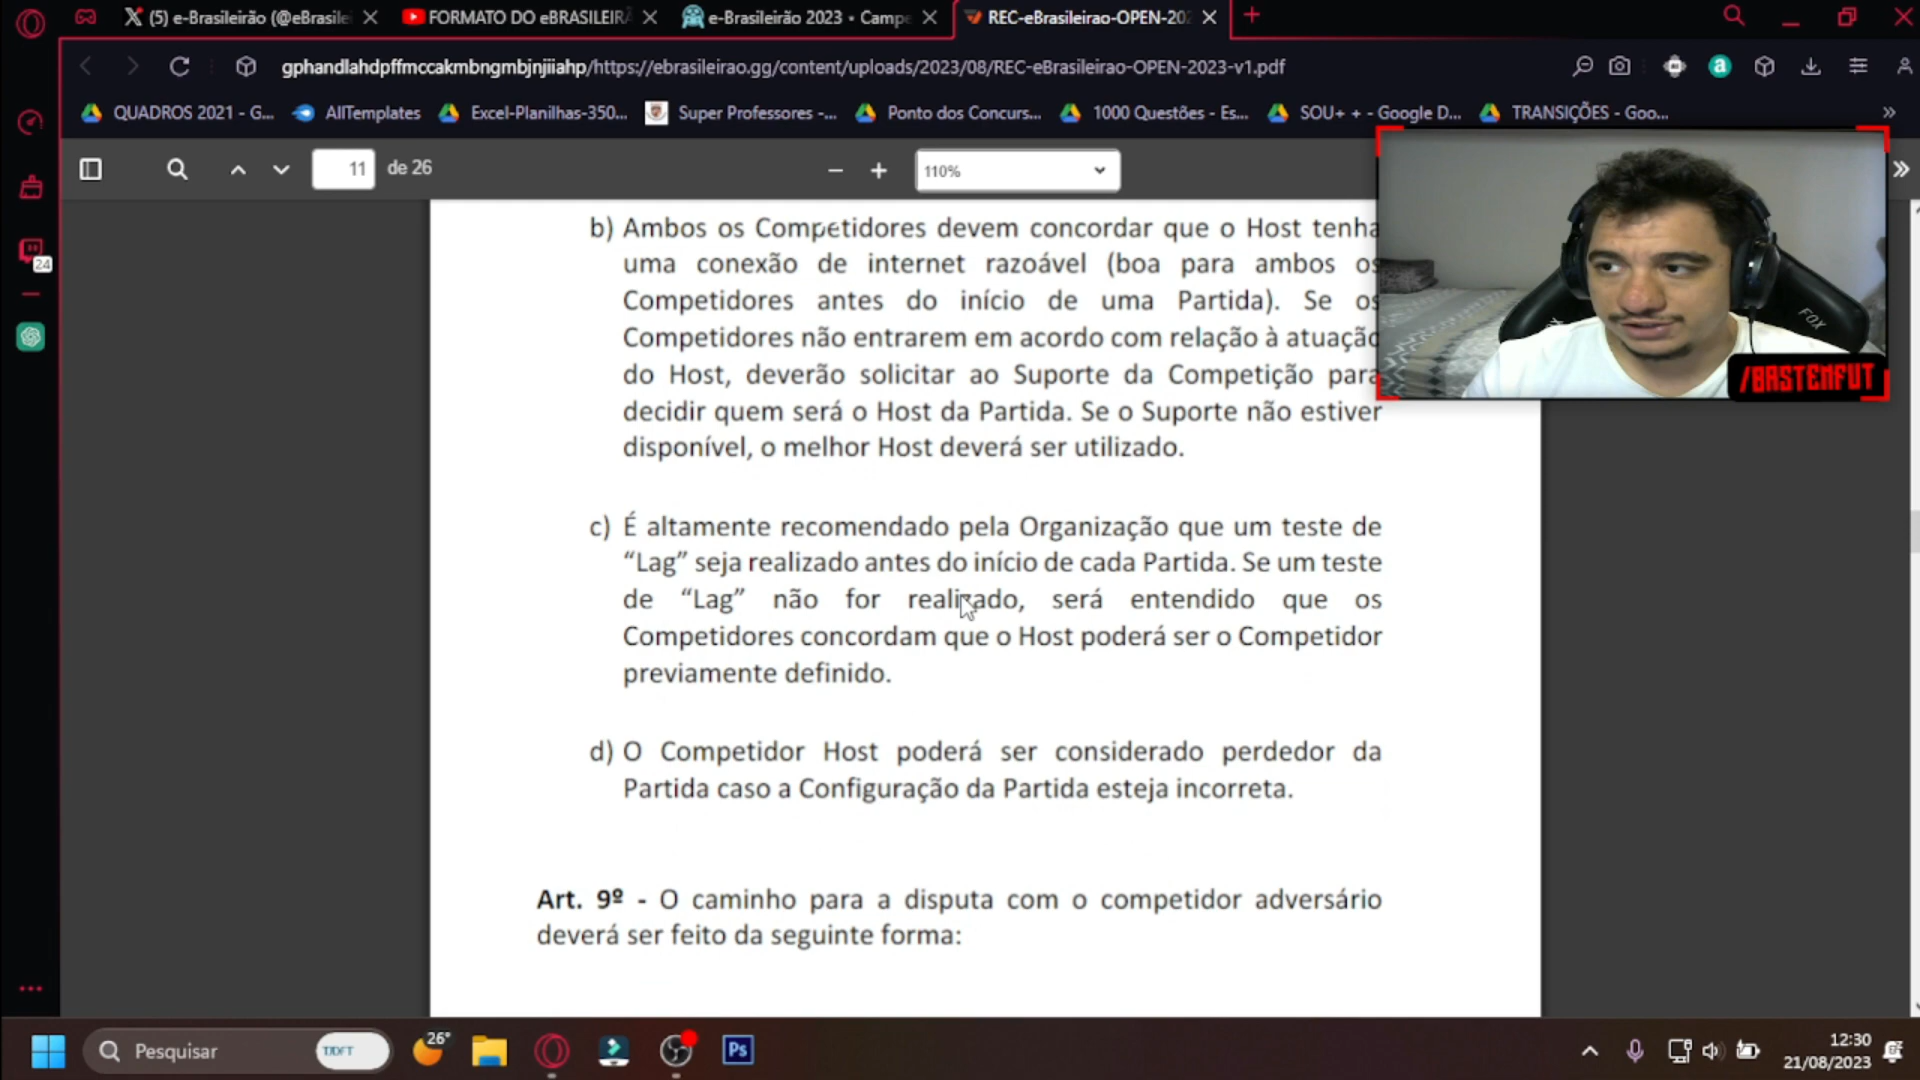 (5) e-Brasileirão (@eBrasilei
FORMATO DO eBRASILEIRÃ
e-Brasileirão 2023 • Campe
REC-eBrasileirao-OPEN-202
gphandlahdpffmccakmbngmbjnjiiahp/https://ebrasileirao.gg/content/uploads/2023/08/REC-eBrasileirao-OPEN-2023-v1.pdf
QUADROS 2021 - G...
AllTemplates
Excel-Planilhas-350...
Super Professores -...
Ponto dos Concurs...
1000 Questões - Es...
SOU+ + - Google D...
TRANSIÇÕES - Goo...
11 de 26
110%
24
b) Ambos os Competidores devem concordar que o Host tenha
uma conexão de internet razoável (boa para ambos os
Competidores antes do início de uma Partida). Se os
Competidores não entrarem em acordo com relação à atuação
do Host, deverão solicitar ao Suporte da Competição para
decidir quem será o Host da Partida. Se o Suporte não estiver
disponível, o melhor Host deverá ser utilizado.
c) É altamente recomendado pela Organização que um teste de
“Lag” seja realizado antes do início de cada Partida. Se um teste
de “Lag” não for realizado, será entendido que os
Competidores concordam que o Host poderá ser o Competidor
previamente definido.
d) O Competidor Host poderá ser considerado perdedor da
Partida caso a Configuração da Partida esteja incorreta.
Art. 9º - O caminho para a disputa com o competidor adversário
deverá ser feito da seguinte forma:
FOX
/BASTENFUT
Pesquisar
26°
Ps
12:30
21/08/2023